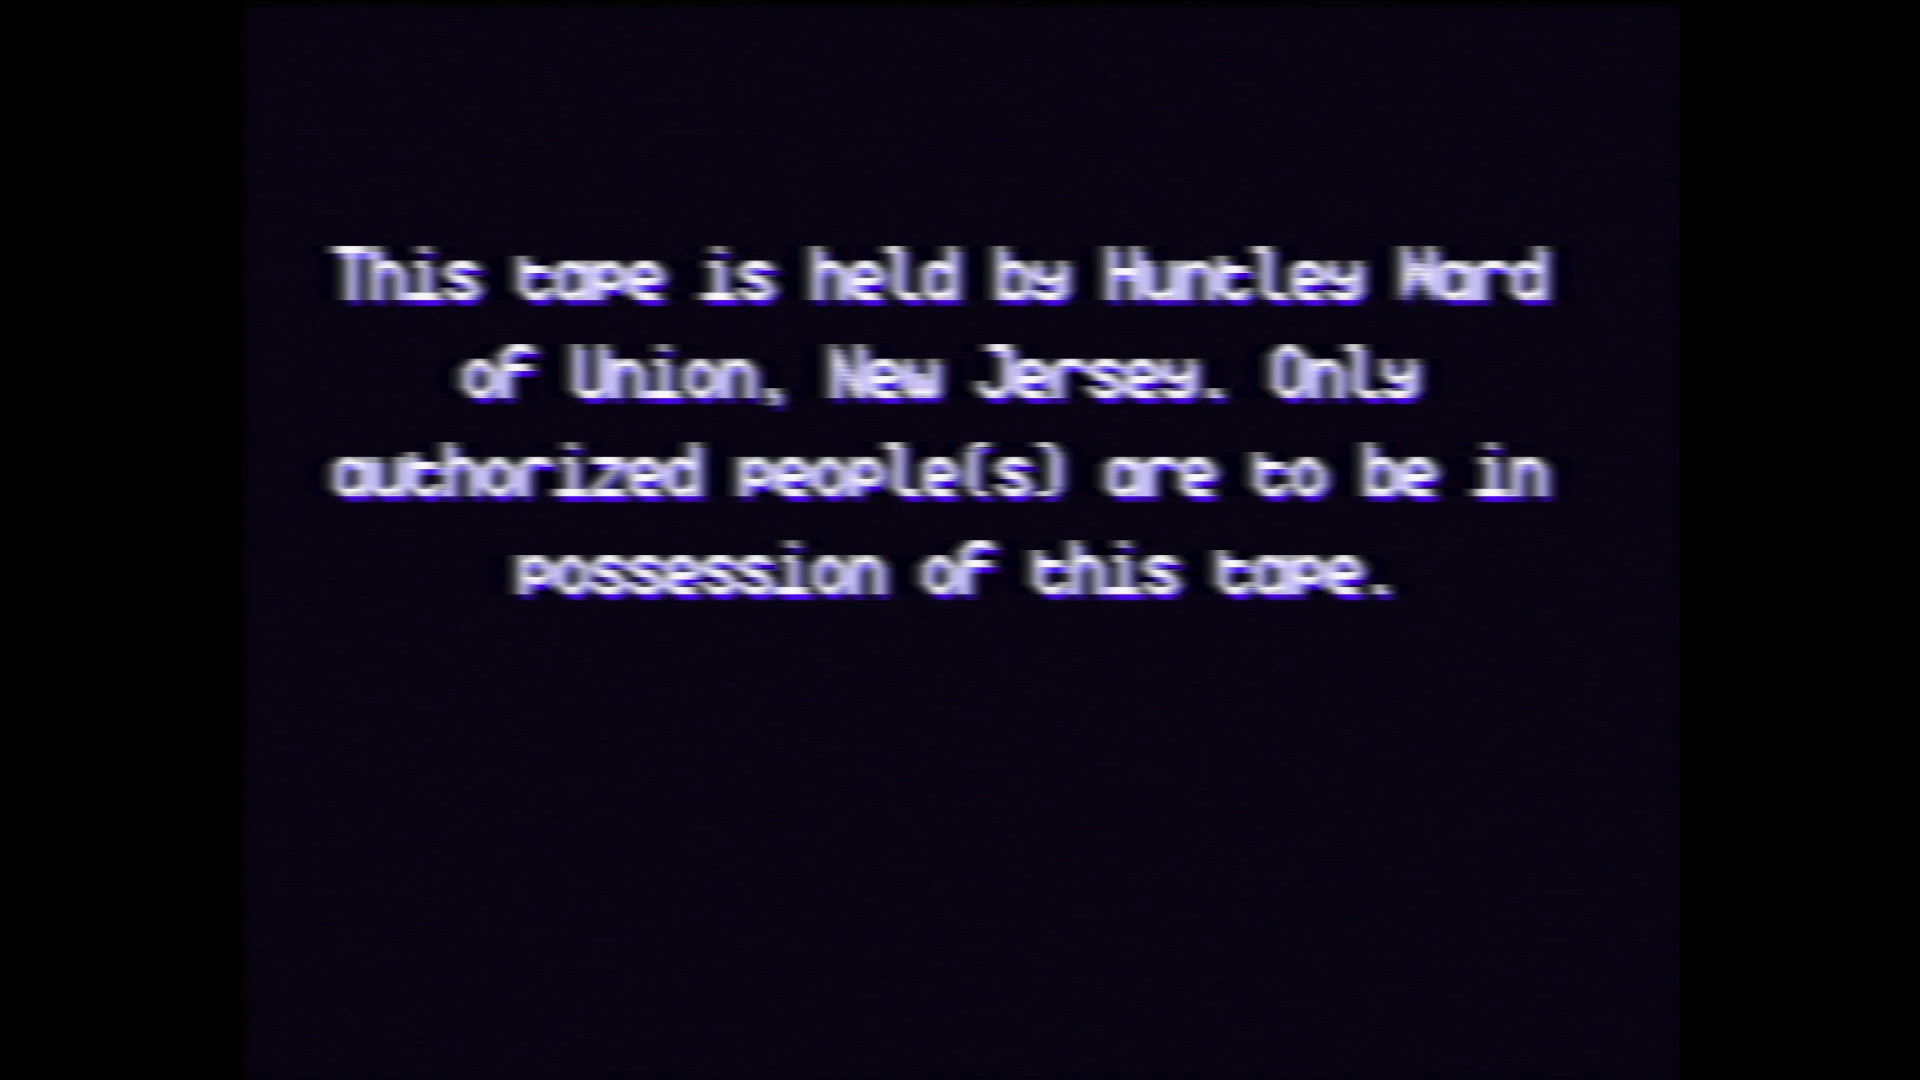 This tape is held by Huntley
of Union, New Jersey. Only
authorized people(s) are to be in
possession of this tape.